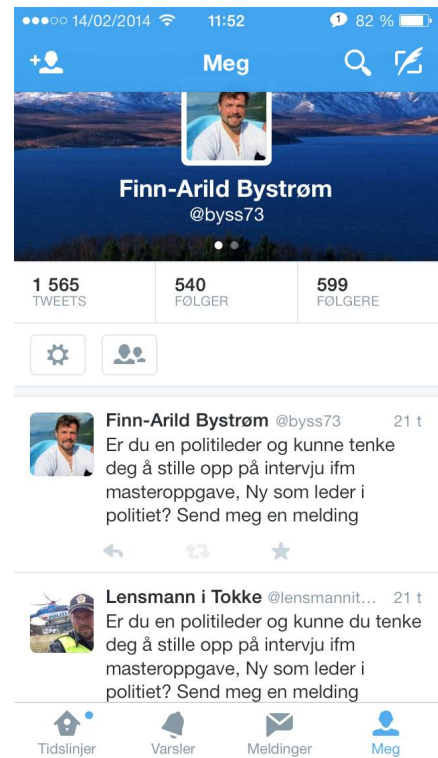 14/02/2014 11:52 1 82 %
Meg
Finn-Arild Bystrøm
@byss73
1 565 540 599
TWEETS FØLGER FØLGERE
Finn-Arild Bystrøm @byss73 21 t
Er du en politileder og kunne tenke
deg å stille opp på intervju ifm
masteroppgave, Ny som leder i
politiet? Send meg en melding
Lensmann i Tokke @lensmannit... 21 t
Er du en politileder og kunne du tenke
deg å stille opp på intervju ifm
masteroppgave, Ny som leder i
politiet? Send meg en melding
Tidslinjer Varsler Meldinger Meg